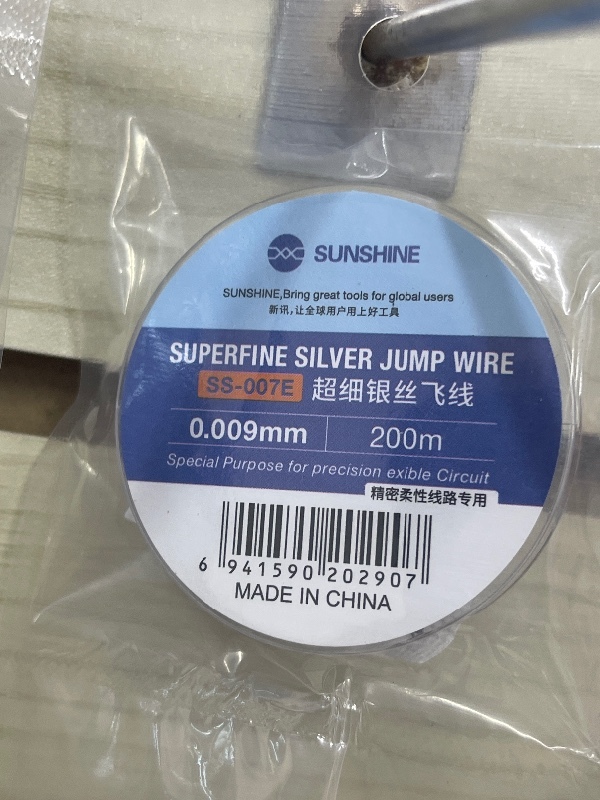 SUNSHINE
SUNSHINE,Bring great tools for global users
新讯,让全球用户用上好工具
SUPERFINE SILVER JUMP WIRE
SS-007E 超细银丝飞线
0.009mm 200m
Special Purpose for precision exible Circuit
精密柔性线路专用
6 941590 202907
MADE IN CHINA